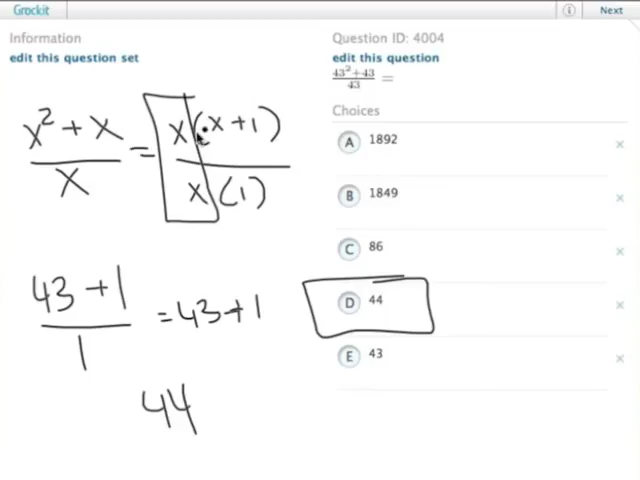 Grockit
Next
Information
edit this question set
Question ID: 4004
edit this question
43²+43 / 43 =
Choices
A 1892
B 1849
C 86
D 44
E 43
x² + x / x = x(x+1) / x(1)
43+1 / 1 = 43+1
44